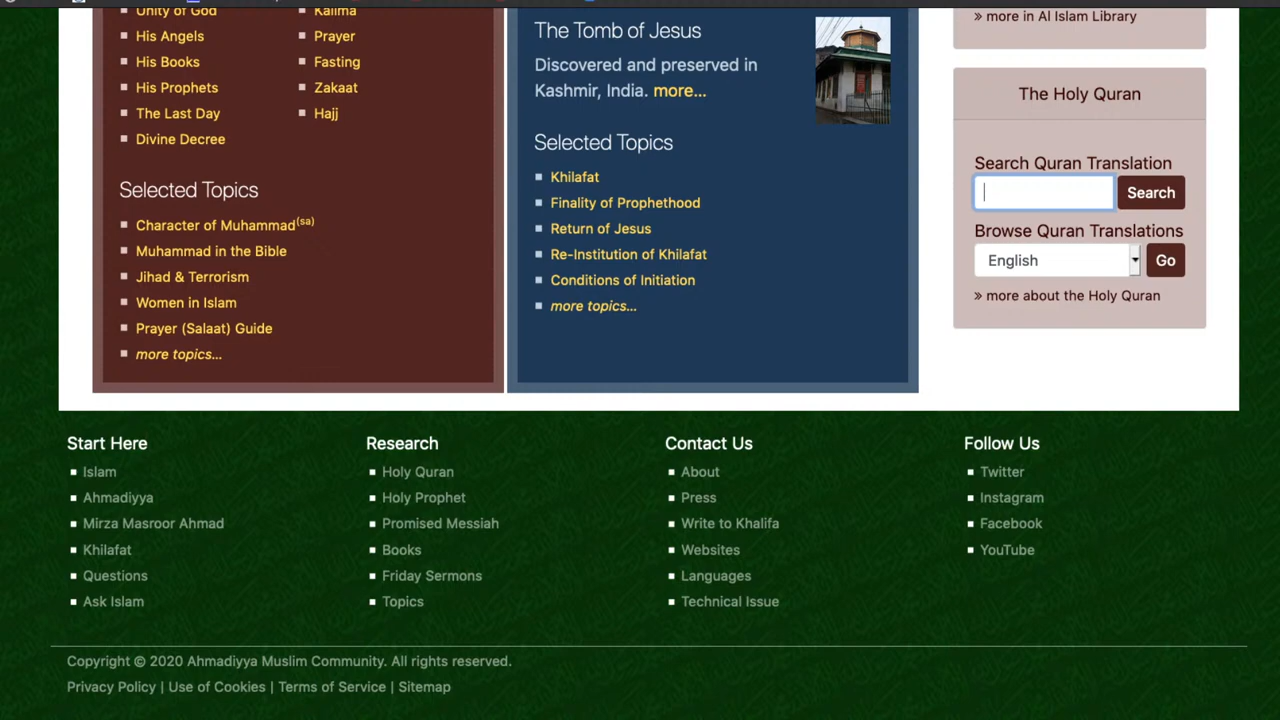 Unity of God
Kalima
His Angels
Prayer
His Books
Fasting
His Prophets
Zakaat
The Last Day
Hajj
Divine Decree
Selected Topics
Character of Muhammad(sa)
Muhammad in the Bible
Jihad & Terrorism
Women in Islam
Prayer (Salaat) Guide
more topics...
The Tomb of Jesus
Discovered and preserved in
Kashmir, India. more...
Selected Topics
Khilafat
Finality of Prophethood
Return of Jesus
Re-Institution of Khilafat
Conditions of Initiation
more topics...
» more in Al Islam Library
The Holy Quran
Search Quran Translation
Search
Browse Quran Translations
English
Go
» more about the Holy Quran
Start Here
Islam
Ahmadiyya
Mirza Masroor Ahmad
Khilafat
Questions
Ask Islam
Research
Holy Quran
Holy Prophet
Promised Messiah
Books
Friday Sermons
Topics
Contact Us
About
Press
Write to Khalifa
Websites
Languages
Technical Issue
Follow Us
Twitter
Instagram
Facebook
YouTube
Copyright © 2020 Ahmadiyya Muslim Community. All rights reserved.
Privacy Policy | Use of Cookies | Terms of Service | Sitemap